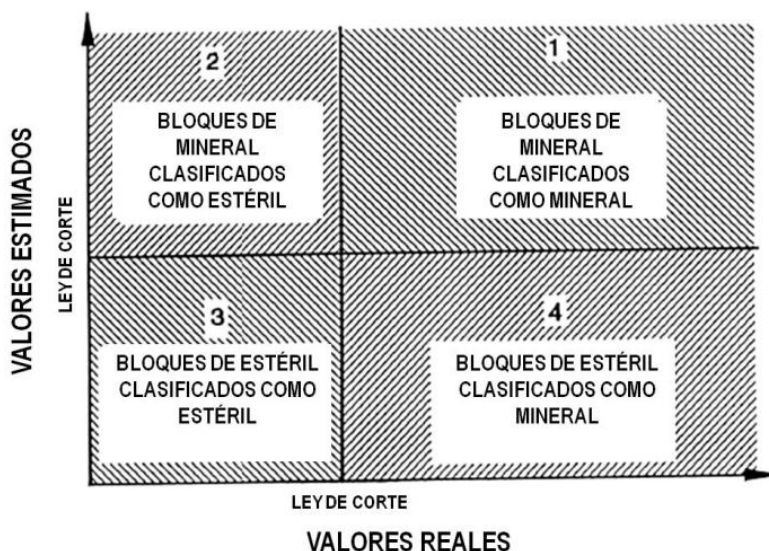 VALORES ESTIMADOS
LEY DE CORTE
2
BLOQUES DE
MINERAL
CLASIFICADOS
COMO ESTÉRIL
1
BLOQUES DE
MINERAL
CLASIFICADOS
COMO MINERAL
3
BLOQUES DE ESTÉRIL
CLASIFICADOS COMO
ESTÉRIL
4
BLOQUES DE ESTÉRIL
CLASIFICADOS COMO
MINERAL
LEY DE CORTE
VALORES REALES